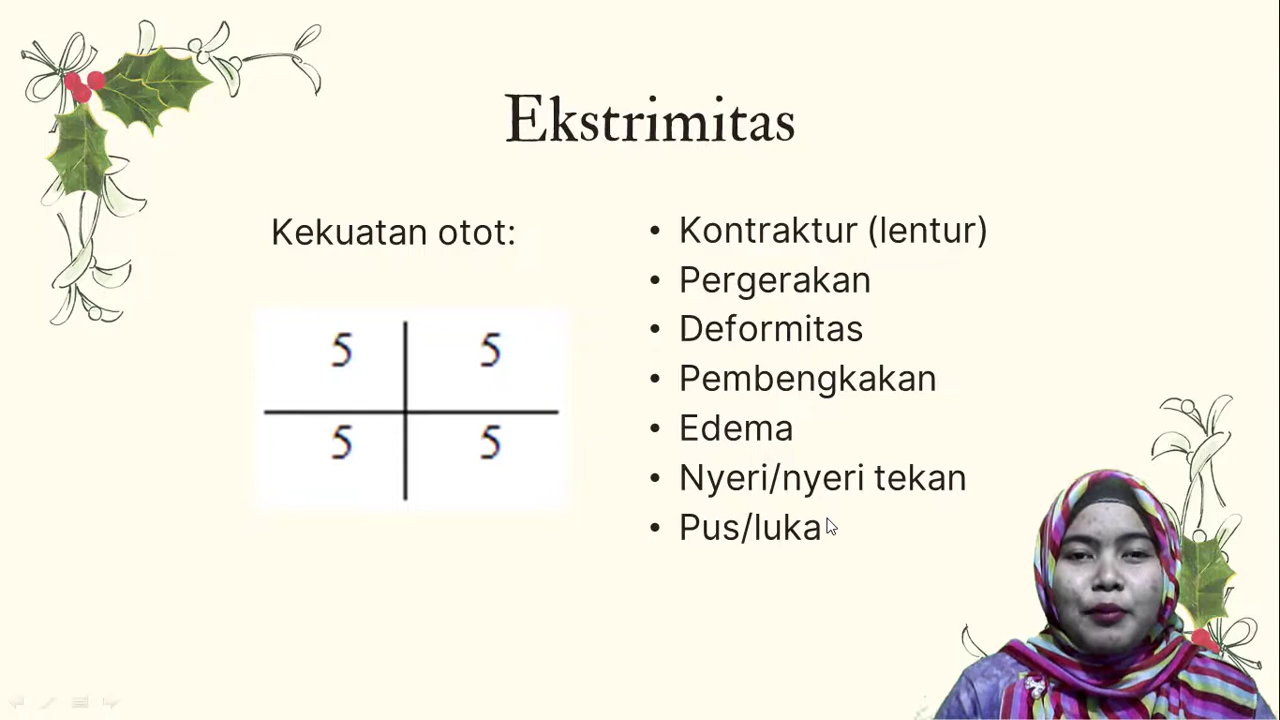 Ekstrimitas
Kekuatan otot:
5 5
5 5
• Kontraktur (lentur)
• Pergerakan
• Deformitas
• Pembengkakan
• Edema
• Nyeri/nyeri tekan
• Pus/luka